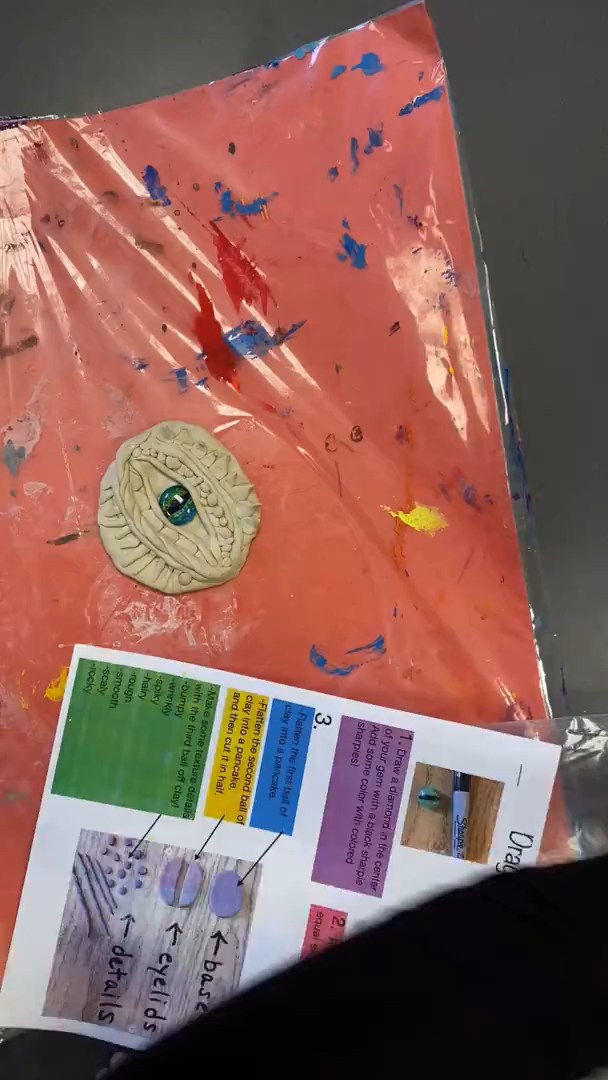 1. Draw a diamond in the center
of your gem with a black sharpie
Add some color with colored
sharpies!
2.
equal
3.
-Flatten the first ball of
clay into a pancake.
-Flatten the second ball of
clay into a pancake,
and then cut it in half.
-Make some texture details
with the third ball off clay!
-bumpy
-wrinkly
-spiky
-hairy
-rough
-smooth
-scaly
-rocky
← base
← eyelids
← details